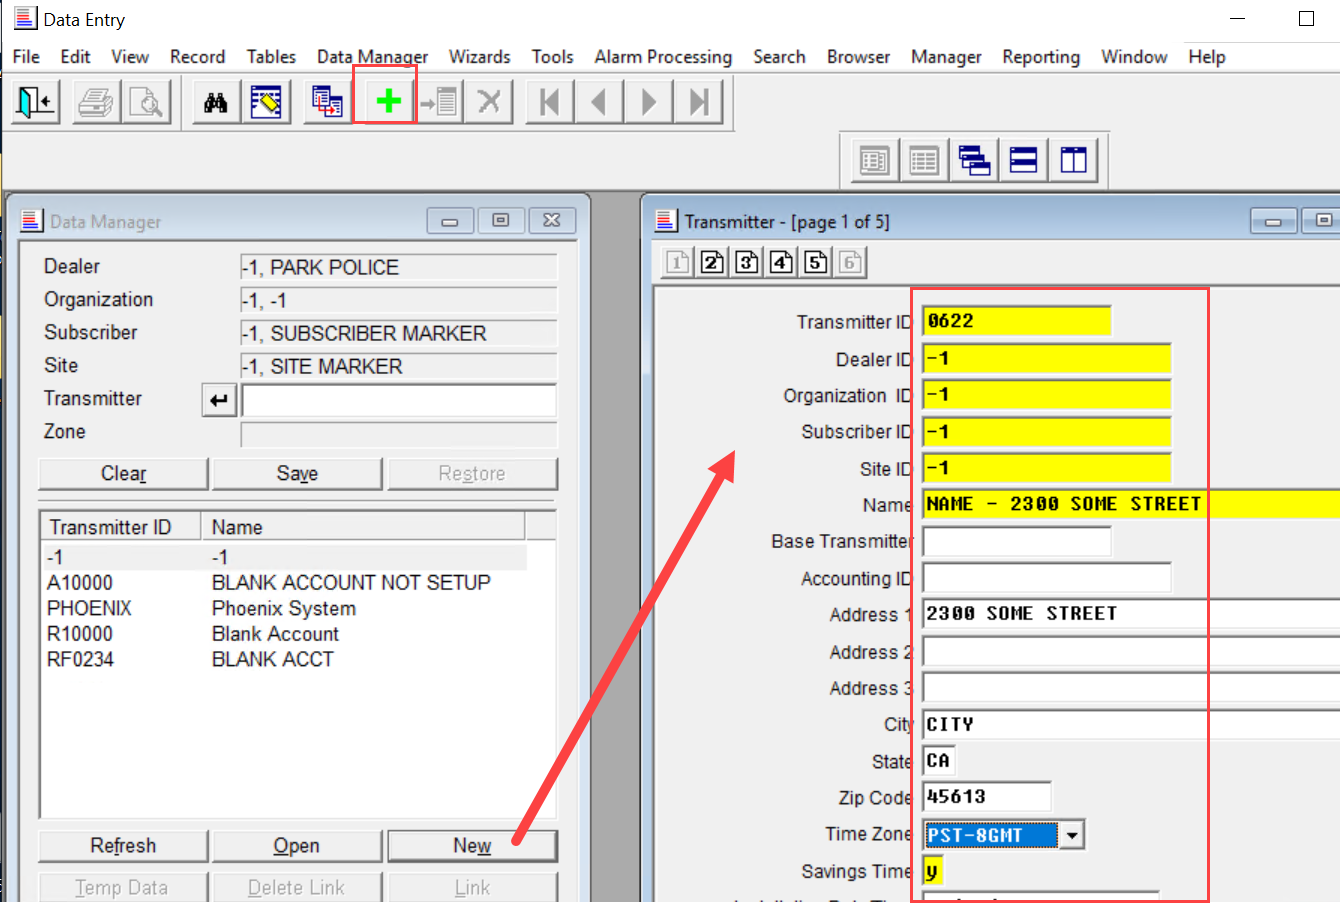 Data Entry
File Edit View Record Tables Data Manager Wizards Tools Alarm Processing Search Browser Manager Reporting Window Help
Data Manager
Dealer -1, PARK POLICE
Organization -1, -1
Subscriber -1, SUBSCRIBER MARKER
Site -1, SITE MARKER
Transmitter
Zone
Clear Save Restore
Transmitter ID Name
-1 -1
A10000 BLANK ACCOUNT NOT SETUP
PHOENIX Phoenix System
R10000 Blank Account
RF0234 BLANK ACCT
Refresh Open New
Temp Data Delete Link Link
Transmitter - [page 1 of 5]
1 2 3 4 5 6
Transmitter ID 0622
Dealer ID -1
Organization ID -1
Subscriber ID -1
Site ID -1
Name NAME - 2300 SOME STREET
Base Transmitter
Accounting ID
Address 1 2300 SOME STREET
Address 2
Address 3
City CITY
State CA
Zip Code 45613
Time Zone PST-8GMT
Savings Time y